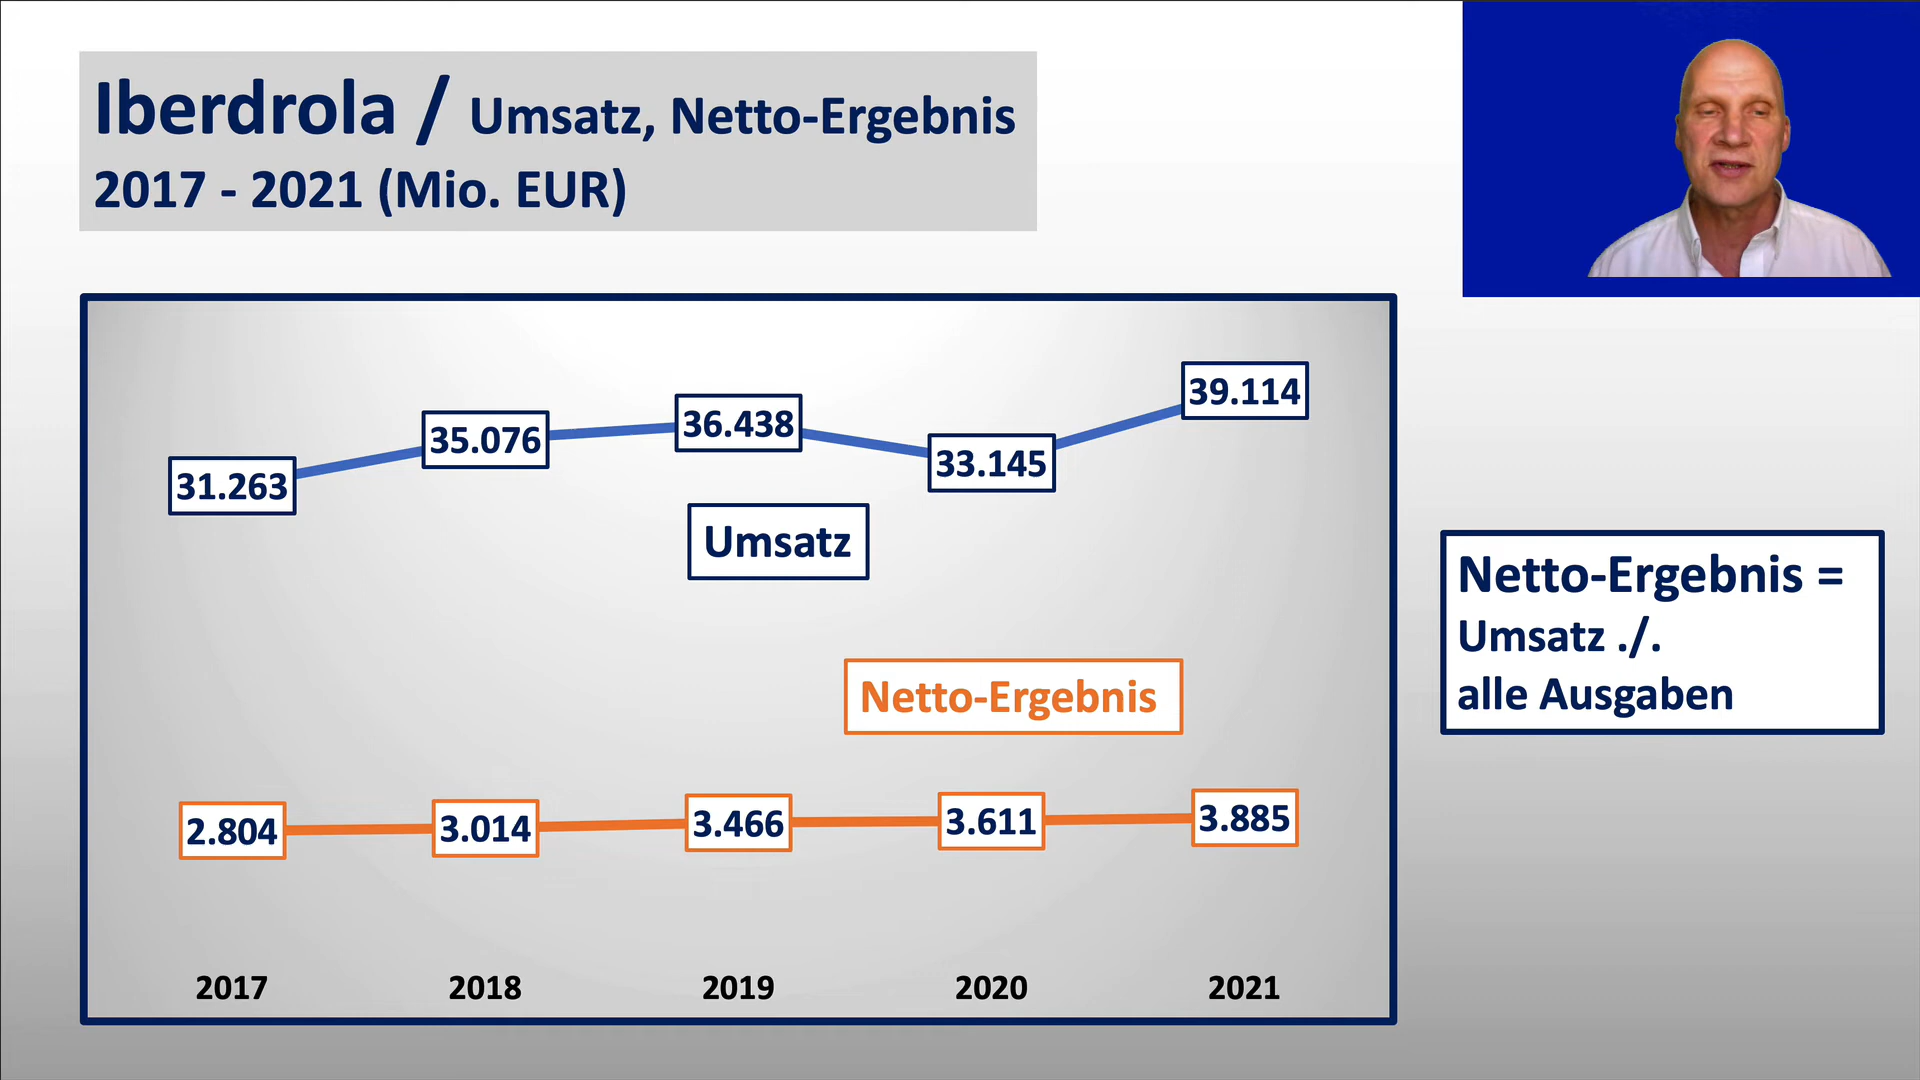 Iberdrola / Umsatz, Netto-Ergebnis
2017 - 2021 (Mio. EUR)
31.263
35.076
36.438
33.145
39.114
Umsatz
Netto-Ergebnis
2.804
3.014
3.466
3.611
3.885
2017
2018
2019
2020
2021
Netto-Ergebnis =
Umsatz ./.
alle Ausgaben